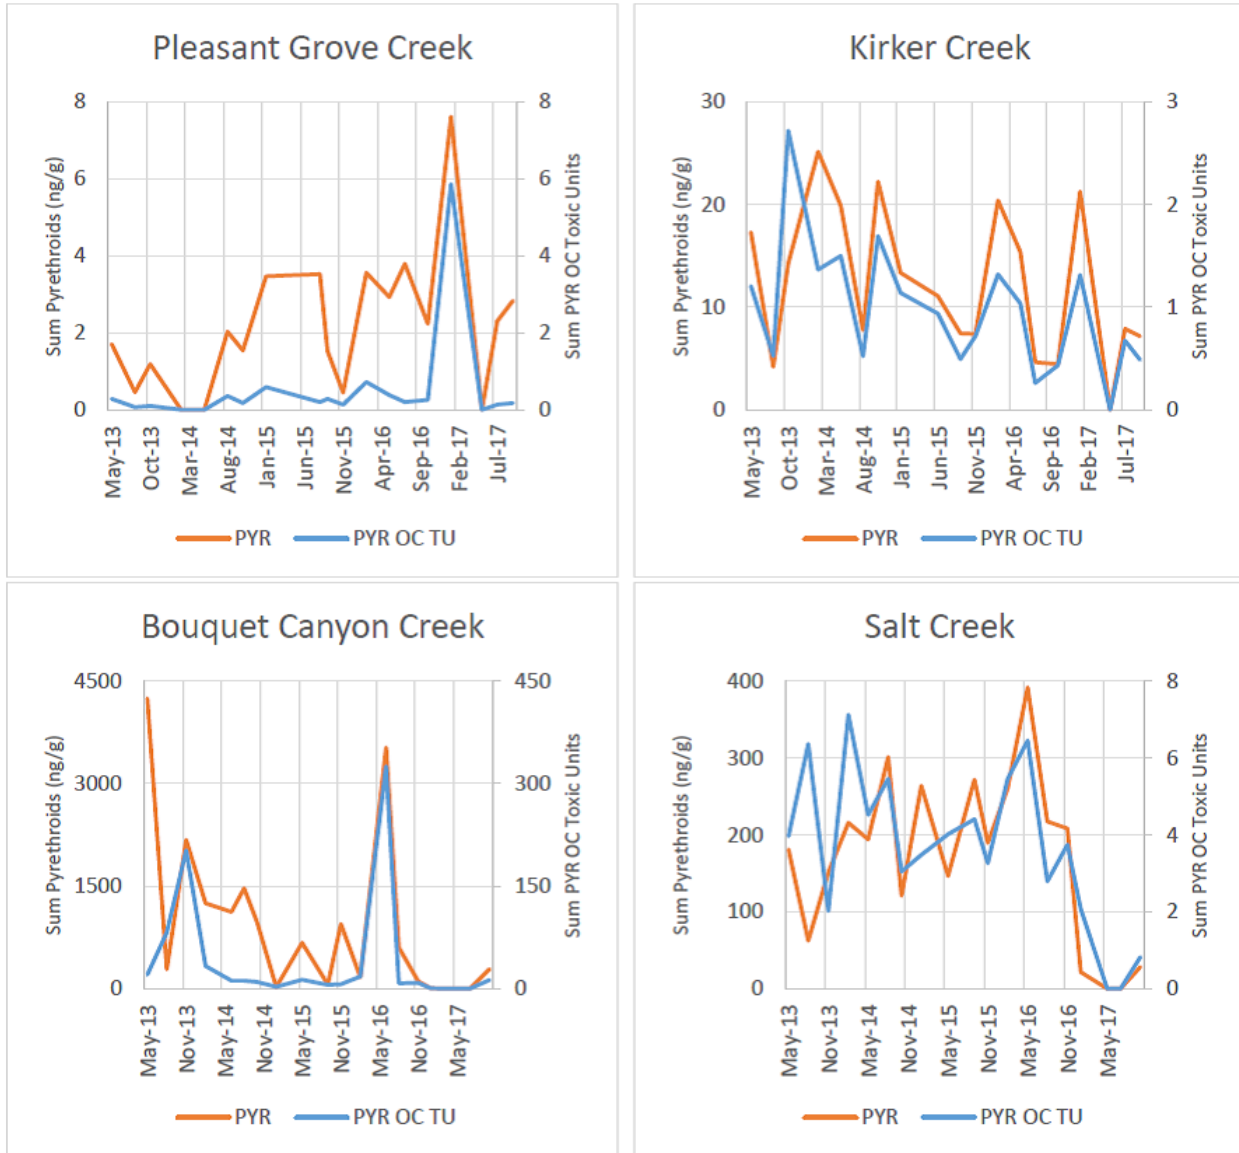 Pleasant Grove Creek
Sum Pyrethroids (ng/g)
8
6
4
2
0
8
6
4
2
0
Sum PYR OC Toxic Units
May-13
Oct-13
Mar-14
Aug-14
Jan-15
Jun-15
Nov-15
Apr-16
Sep-16
Feb-17
Jul-17
PYR
PYR OC TU
Kirker Creek
Sum Pyrethroids (ng/g)
30
20
10
0
3
2
1
0
Sum PYR OC Toxic Units
May-13
Oct-13
Mar-14
Aug-14
Jan-15
Jun-15
Nov-15
Apr-16
Sep-16
Feb-17
Jul-17
PYR
PYR OC TU
Bouquet Canyon Creek
Sum Pyrethroids (ng/g)
4500
3000
1500
0
450
300
150
0
Sum PYR OC Toxic Units
May-13
Nov-13
May-14
Nov-14
May-15
Nov-15
May-16
Nov-16
May-17
PYR
PYR OC TU
Salt Creek
Sum Pyrethroids (ng/g)
400
300
200
100
0
8
6
4
2
0
Sum PYR OC Toxic Units
May-13
Nov-13
May-14
Nov-14
May-15
Nov-15
May-16
Nov-16
May-17
PYR
PYR OC TU